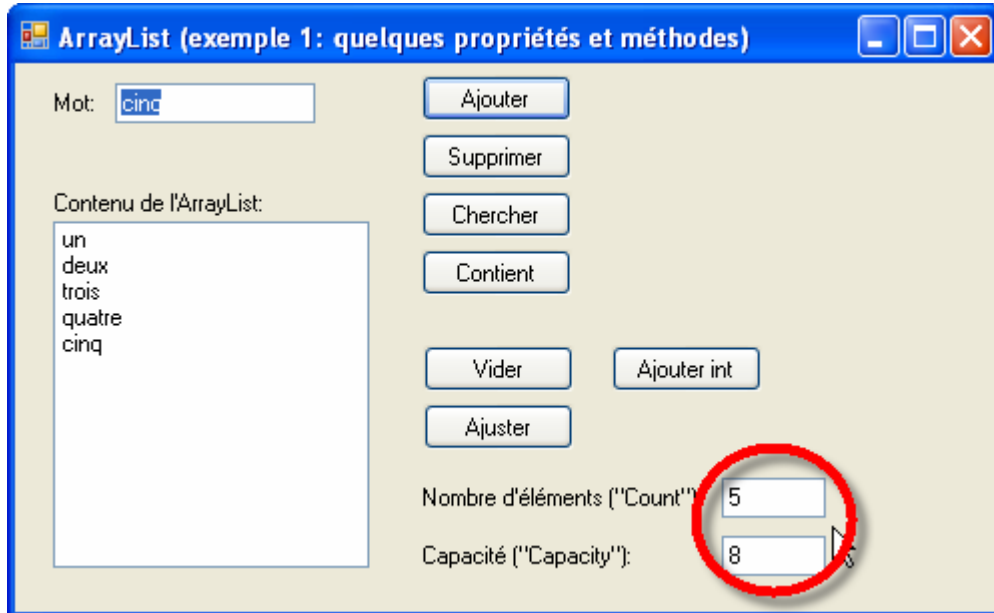 ArrayList (exemple 1: quelques propriétés et méthodes)
Mot: cinq
Ajouter
Supprimer
Chercher
Contient
Contenu de l'ArrayList:
un
deux
trois
quatre
cinq
Vider
Ajouter int
Ajuster
Nombre d'éléments ("Count") 5
Capacité ("Capacity"): 8